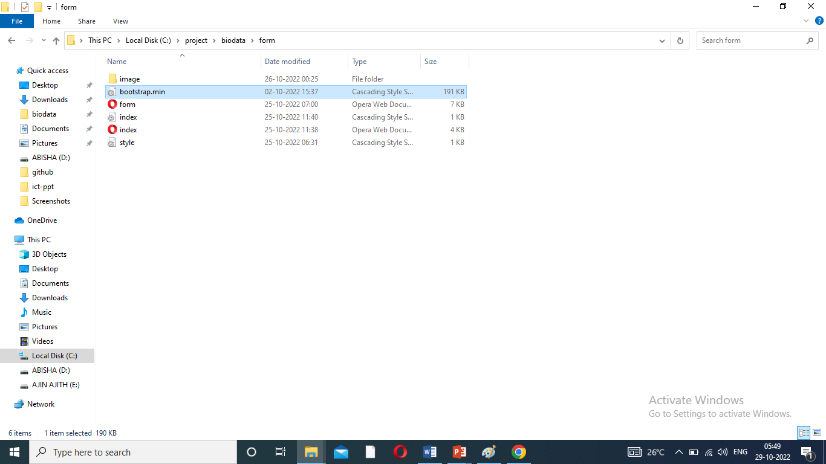 form
File Home Share View
This PC Local Disk (C:) project biodata form Search form
Name Date modified Type Size
Quick access
Desktop
Downloads
biodata
Documents
Pictures
ABISHA (D:)
github
ict-ppt
Screenshots
OneDrive
This PC
3D Objects
Desktop
Documents
Downloads
Music
Pictures
Videos
Local Disk (C:)
ABISHA (D:)
AJIN AJITH (E:)
Network
image 26-10-2022 00:25 File folder
bootstrap.min 02-10-2022 15:37 Cascading Style S... 191 KB
form 25-10-2022 07:00 Opera Web Docu... 7 KB
index 25-10-2022 11:40 Cascading Style S... 1 KB
index 25-10-2022 11:38 Opera Web Docu... 4 KB
style 25-10-2022 06:31 Cascading Style S... 1 KB
Activate Windows
Go to Settings to activate Windows.
6 items 1 item selected 190 KB
Type here to search 26°C ENG 05:49
29-10-2022 1